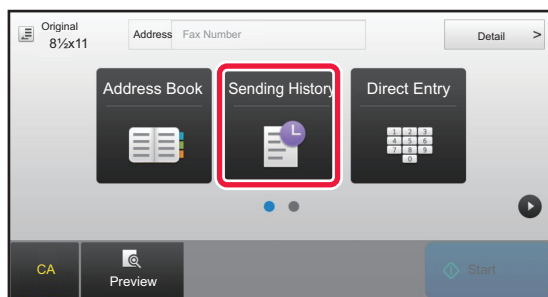 Original
8½x11
Address
Fax Number
Detail >
Address Book
Sending History
Direct Entry
1 2 3
4 5 6
7 8 9
0
CA
Preview
Start